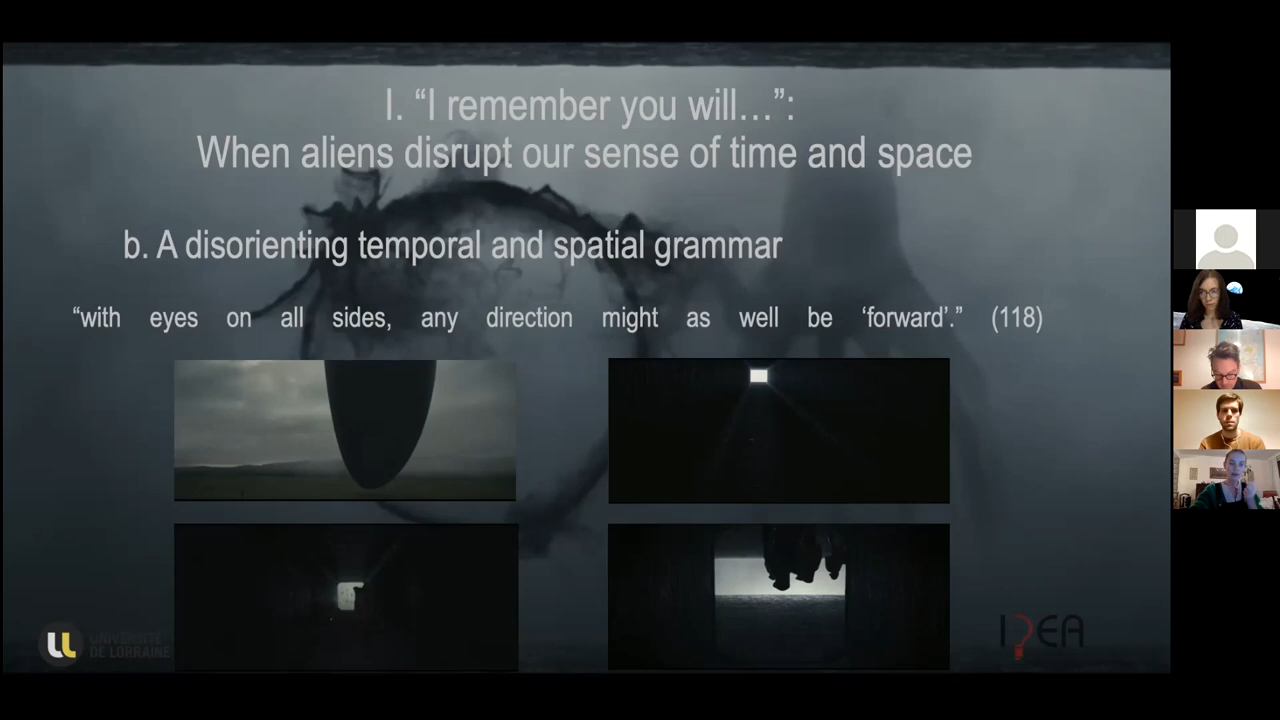 I. “I remember you will…”:
When aliens disrupt our sense of time and space
b. A disorienting temporal and spatial grammar
“with eyes on all sides, any direction might as well be ‘forward’.” (118)
UNIVERSITÉ
DE LORRAINE
IDEA